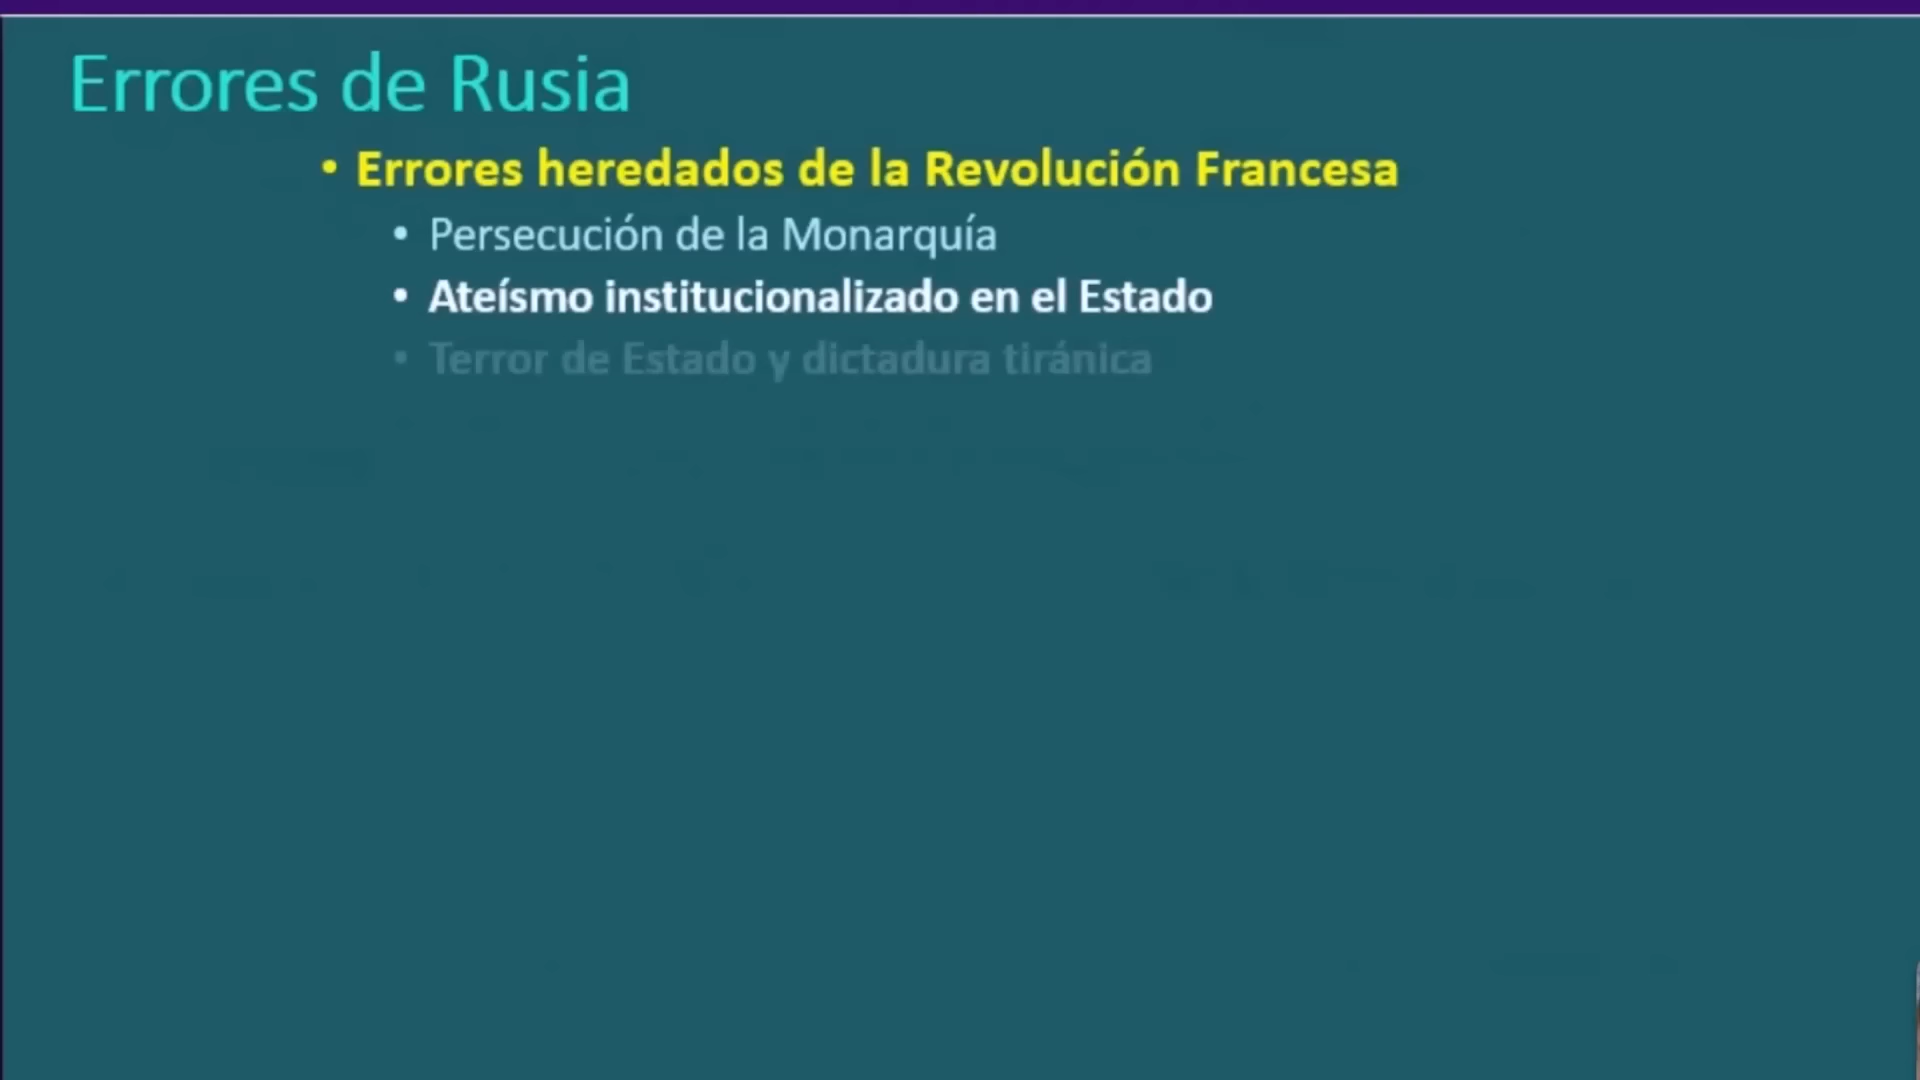 Errores de Rusia
• Errores heredados de la Revolución Francesa
• Persecución de la Monarquía
• Ateísmo institucionalizado en el Estado
• Terror de Estado y dictadura tiránica